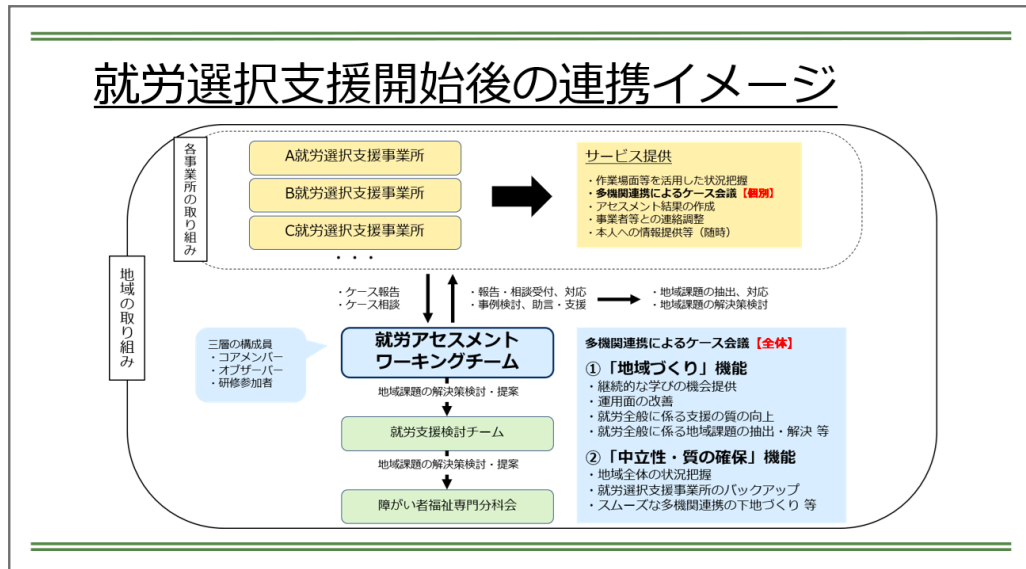 就労選択支援開始後の連携イメージ
各事業所の取り組み
A就労選択支援事業所
B就労選択支援事業所
C就労選択支援事業所
・・・
サービス提供
・作業場面等を活用した状況把握
・多機関連携によるケース会議【個別】
・アセスメント結果の作成
・事業者等との連絡調整
・本人への情報提供等（随時）
地域の取り組み
・ケース報告
・ケース相談
・報告・相談受付、対応
・事例検討、助言・支援
・地域課題の抽出、対応
・地域課題の解決策検討
三層の構成員
・コアメンバー
・オブザーバー
・研修参加者
就労アセスメント
ワーキングチーム
地域課題の解決策検討・提案
就労支援検討チーム
地域課題の解決策検討・提案
障がい者福祉専門分科会
多機関連携によるケース会議【全体】
①「地域づくり」機能
・継続的な学びの機会提供
・運用面の改善
・就労全般に係る支援の質の向上
・就労全般に係る地域課題の抽出・解決 等
②「中立性・質の確保」機能
・地域全体の状況把握
・就労選択支援事業所のバックアップ
・スムーズな多機関連携の下地づくり 等